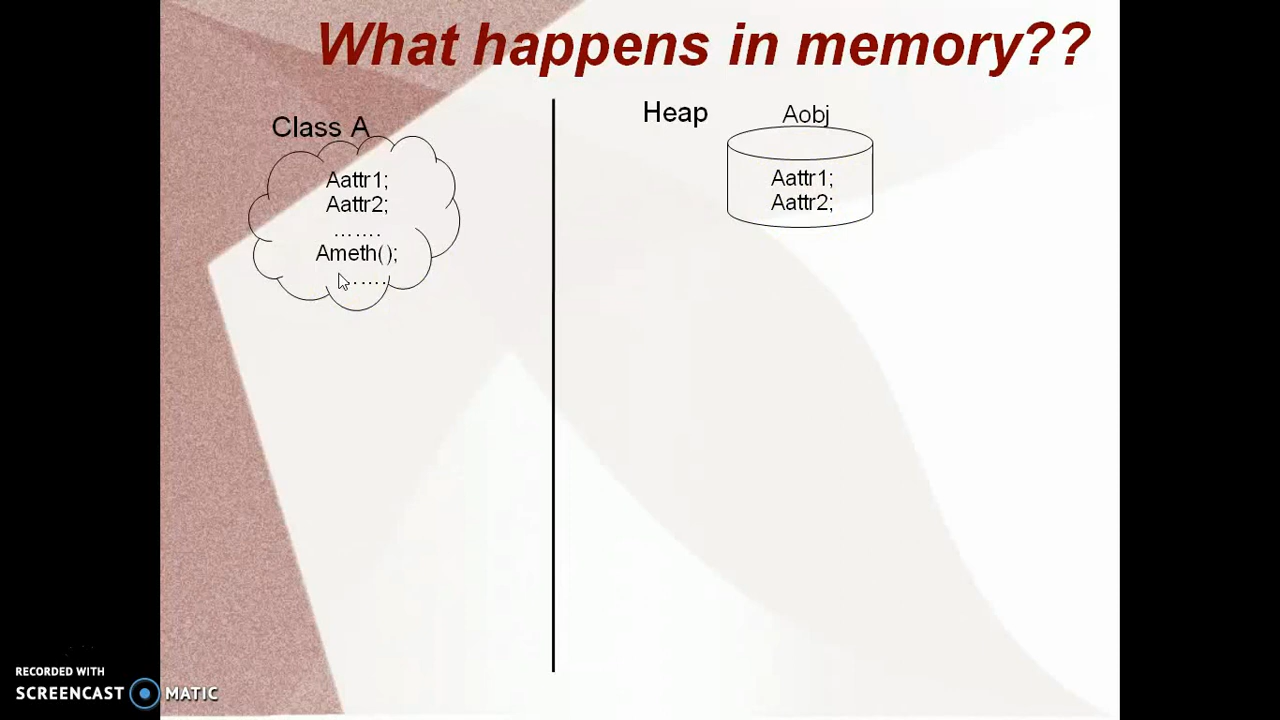 What happens in memory??
Class A
Aattr1;
Aattr2;
.......
Ameth();
.......
Heap
Aobj
Aattr1;
Aattr2;
RECORDED WITH
SCREENCAST MATIC